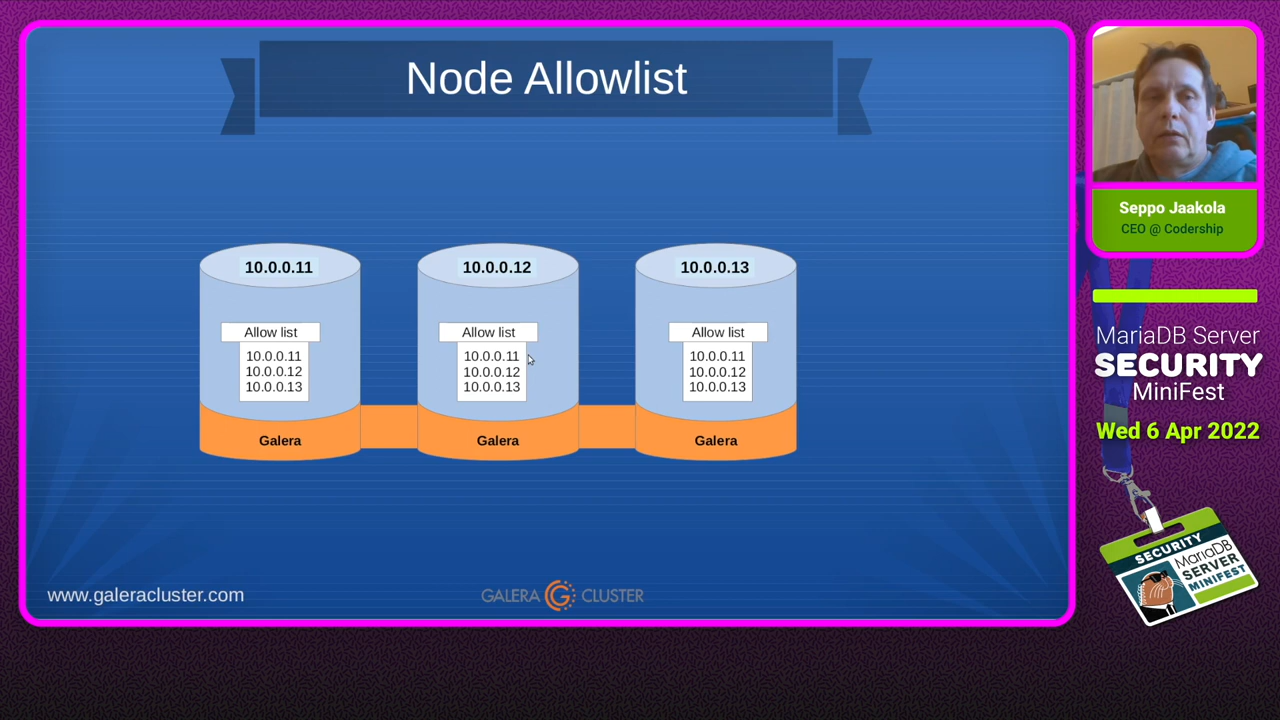 Node Allowlist
10.0.0.11
10.0.0.12
10.0.0.13
Allow list
Allow list
Allow list
10.0.0.11
10.0.0.12
10.0.0.13
10.0.0.11
10.0.0.12
10.0.0.13
10.0.0.11
10.0.0.12
10.0.0.13
Galera
Galera
Galera
www.galeracluster.com
GALERA CLUSTER
Seppo Jaakola
CEO @ Codership
MariaDB Server
SECURITY
MiniFest
Wed 6 Apr 2022
SECURITY
MariaDB
SERVER
MINIFEST